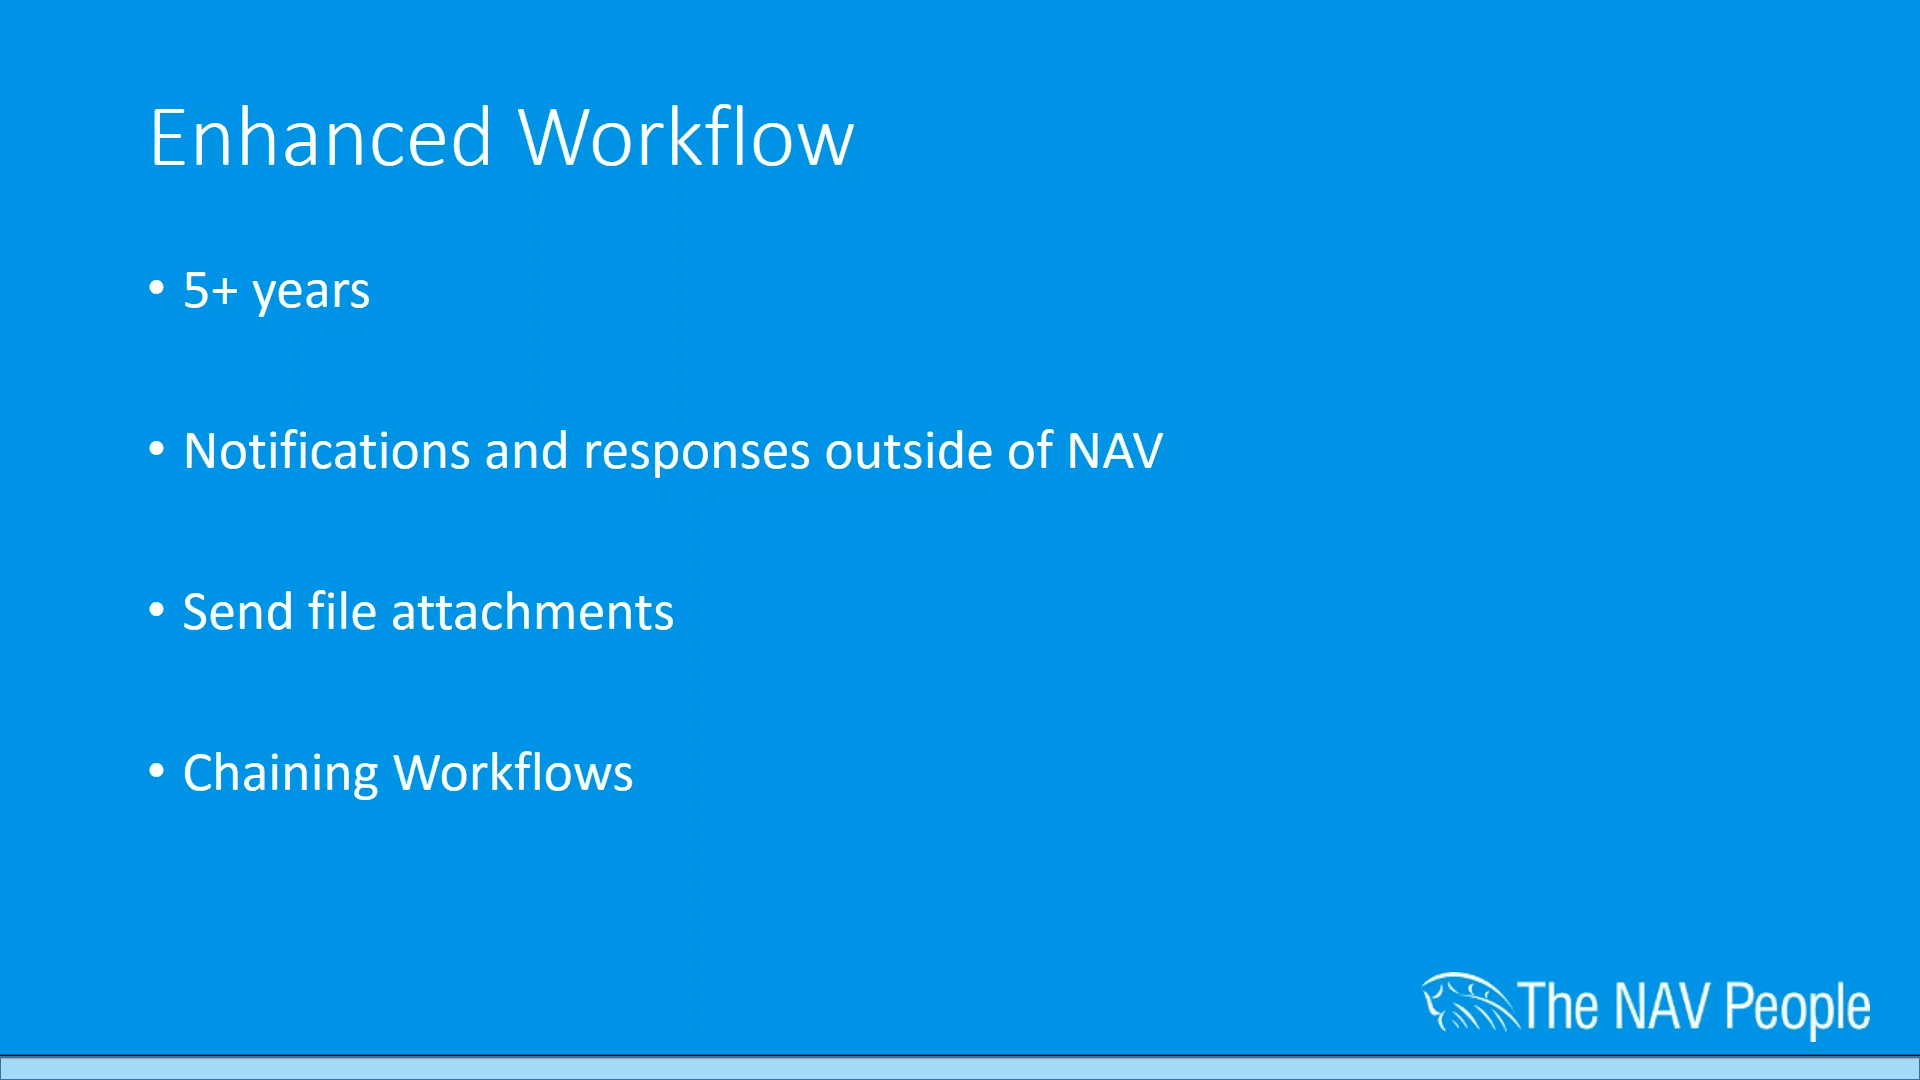 Enhanced Workflow
• 5+ years
• Notifications and responses outside of NAV
• Send file attachments
• Chaining Workflows
The NAV People